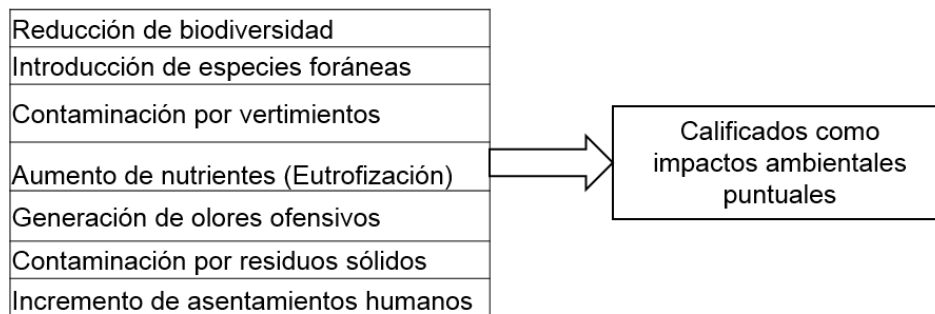 Reducción de biodiversidad
Introducción de especies foráneas
Contaminación por vertimientos
Aumento de nutrientes (Eutrofización)
Generación de olores ofensivos
Contaminación por residuos sólidos
Incremento de asentamientos humanos
Calificados como
impactos ambientales
puntuales